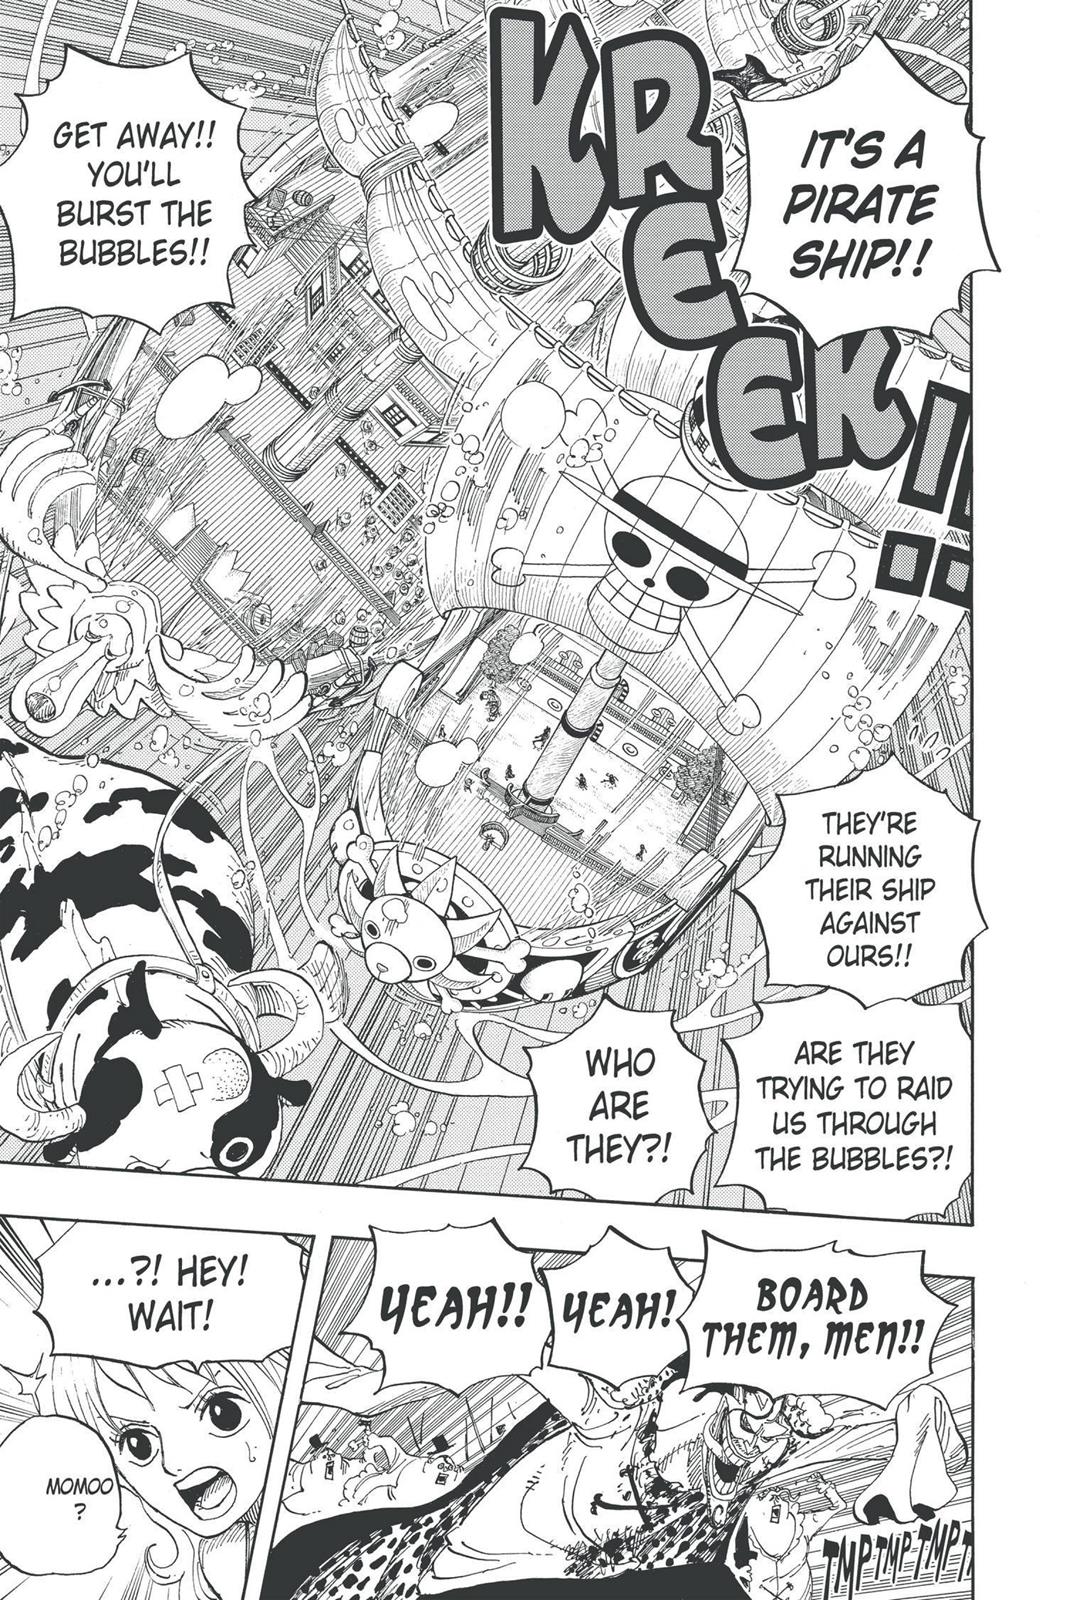 IT'S A
PIRATE
SHIP!!
KREEK!!
GET AWAY!!
YOU'LL
BURST THE
BUBBLES!!
THEY'RE
RUNNING
THEIR SHIP
AGAINST
OURS!!
ARE THEY
TRYING TO RAID
US THROUGH
THE BUBBLES?!
WHO
ARE
THEY?!
BOARD
THEM, MEN!!
YEAH!
YEAH!!
TMP TMP TMP T
...?! HEY!
WAIT!
MOMOO
?